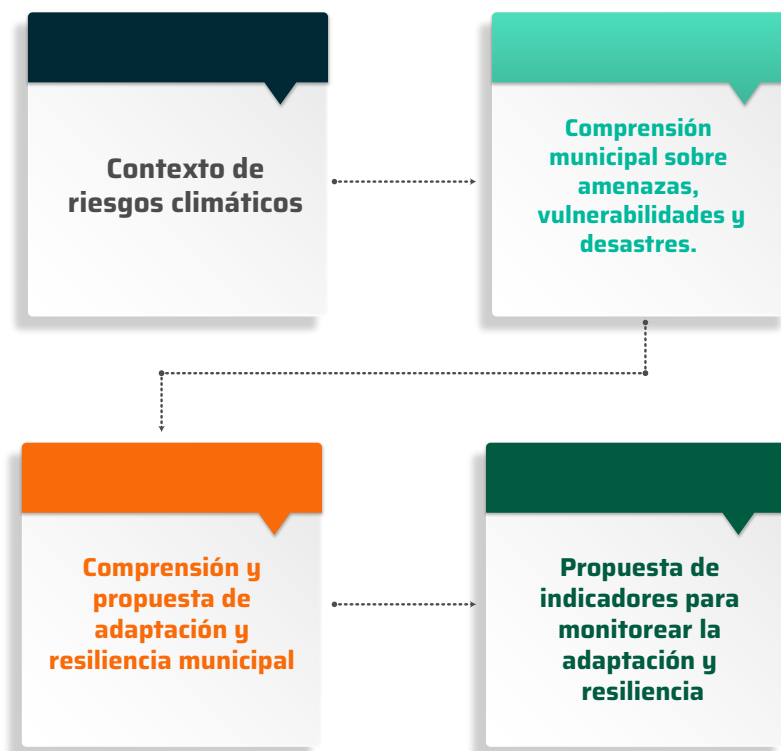 Contexto de
riesgos climáticos
Comprensión
municipal sobre
amenazas,
vulnerabilidades y
desastres.
Comprensión y
propuesta de
adaptación y
resiliencia municipal
Propuesta de
indicadores para
monitorear la
adaptación y
resiliencia